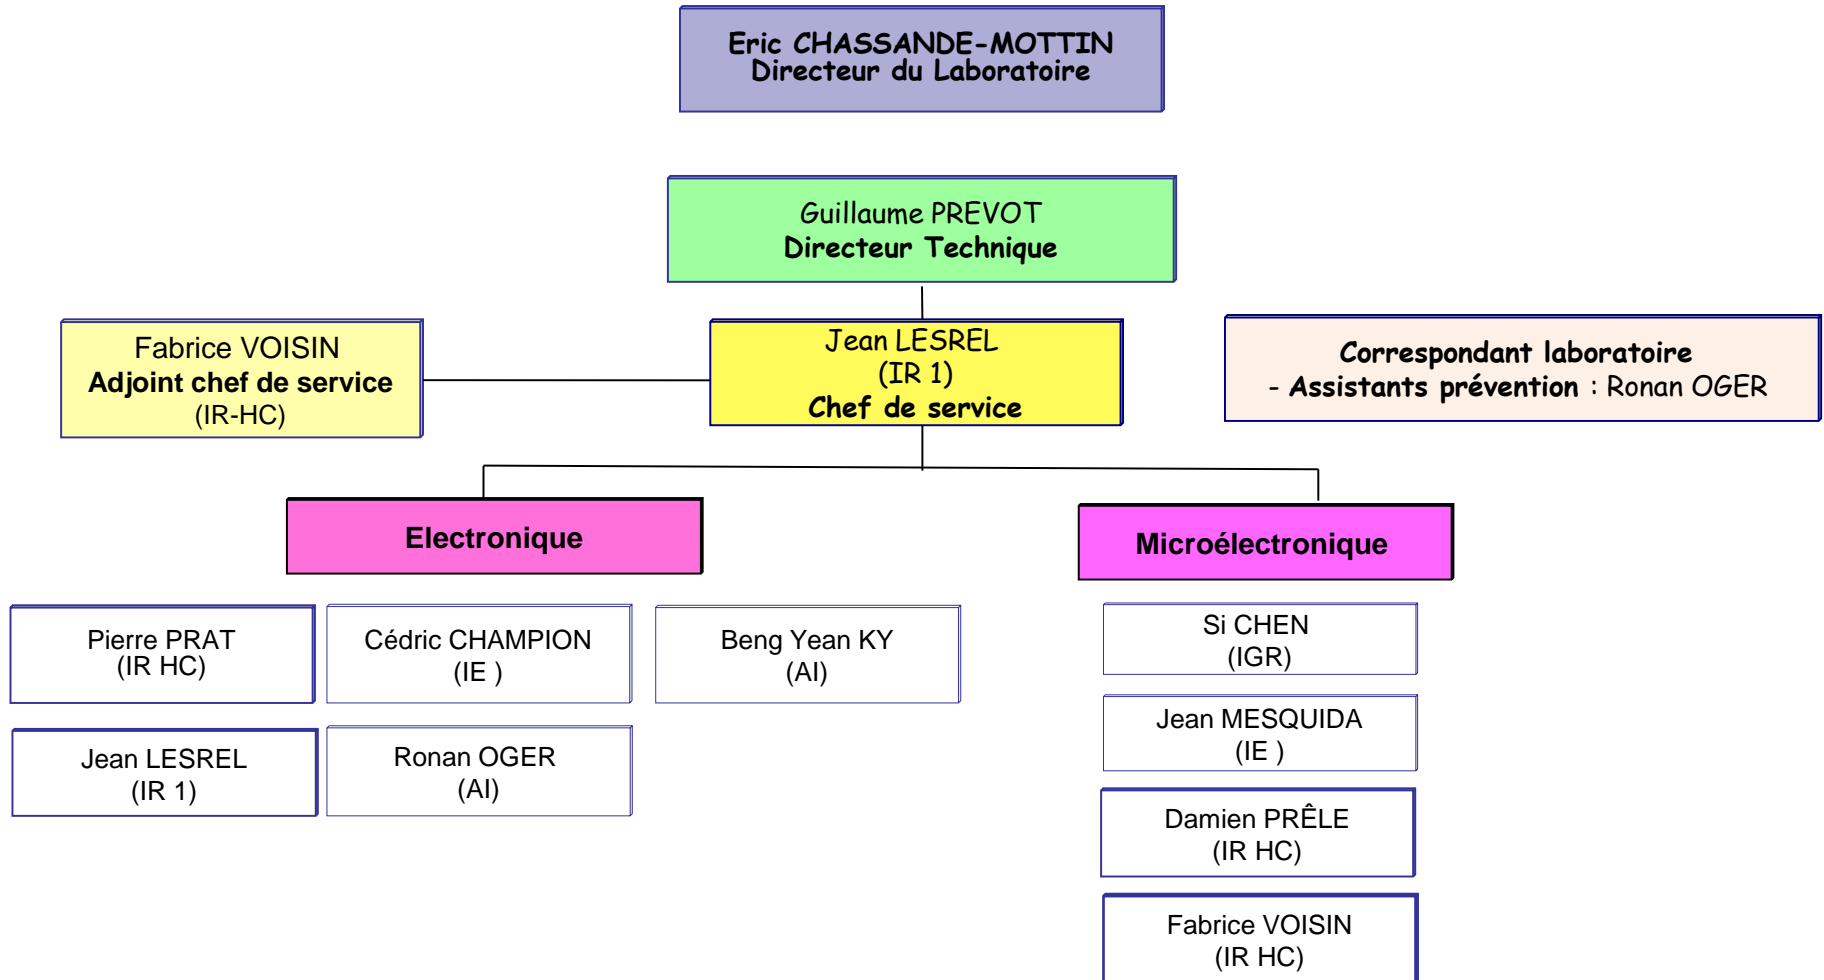 Eric CHASSANDE-MOTTIN
Directeur du Laboratoire
Guillaume PREVOT
Directeur Technique
Fabrice VOISIN
Adjoint chef de service
(IR-HC)
Jean LESREL
(IR 1)
Chef de service
Correspondant laboratoire
- Assistants prévention : Ronan OGER
Electronique
Microélectronique
Pierre PRAT
(IR HC)
Cédric CHAMPION
(IE )
Beng Yean KY
(AI)
Jean LESREL
(IR 1)
Ronan OGER
(AI)
Si CHEN
(IGR)
Jean MESQUIDA
(IE )
Damien PRÊLE
(IR HC)
Fabrice VOISIN
(IR HC)